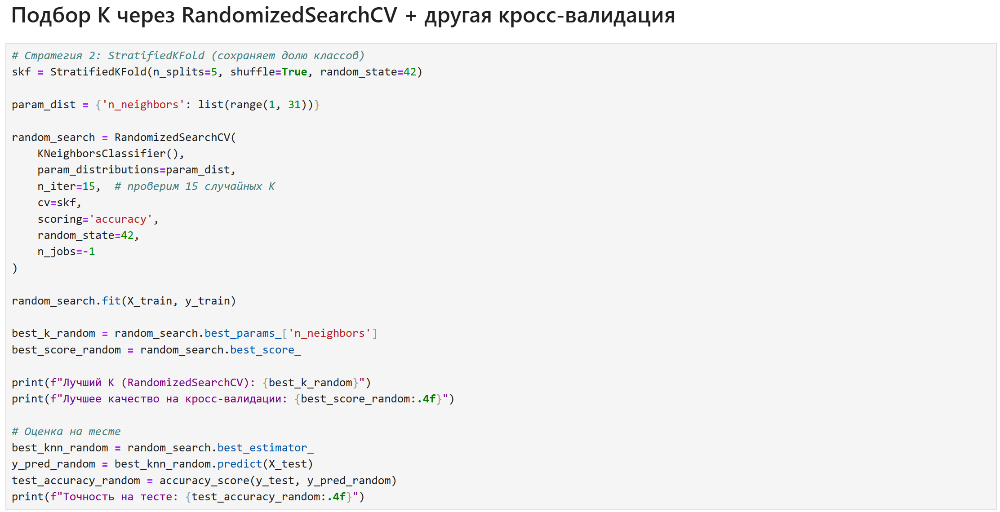 Подбор K через RandomizedSearchCV + другая кросс-валидация
# Стратегия 2: StratifiedKFold (сохраняет долю классов)
skf = StratifiedKFold(n_splits=5, shuffle=True, random_state=42)
param_dist = {'n_neighbors': list(range(1, 31))}
random_search = RandomizedSearchCV(
    KNeighborsClassifier(),
    param_distributions=param_dist,
    n_iter=15,  # проверим 15 случайных K
    cv=skf,
    scoring='accuracy',
    random_state=42,
    n_jobs=-1
)
random_search.fit(X_train, y_train)
best_k_random = random_search.best_params_['n_neighbors']
best_score_random = random_search.best_score_
print(f"Лучший K (RandomizedSearchCV): {best_k_random}")
print(f"Лучшее качество на кросс-валидации: {best_score_random:.4f}")
# Оценка на тесте
best_knn_random = random_search.best_estimator_
y_pred_random = best_knn_random.predict(X_test)
test_accuracy_random = accuracy_score(y_test, y_pred_random)
print(f"Точность на тесте: {test_accuracy_random:.4f}")